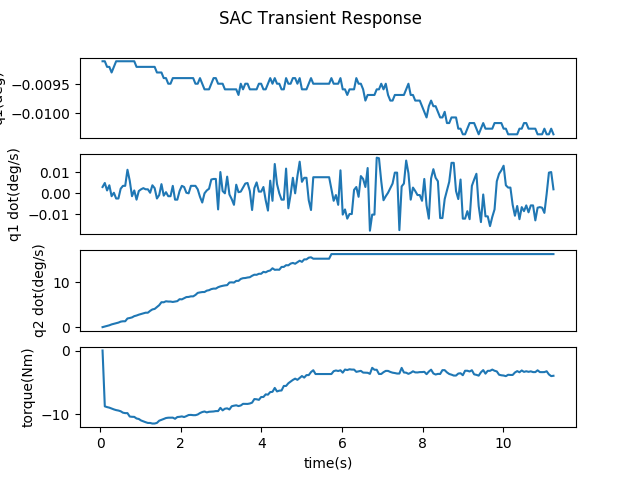 SAC Transient Response
−0.0095
−0.0100
q1(deg)
0.01
0.00
−0.01
q1 dot(deg/s)
10
0
q2 dot(deg/s)
0
−10
torque(Nm)
0 2 4 6 8 10
time(s)